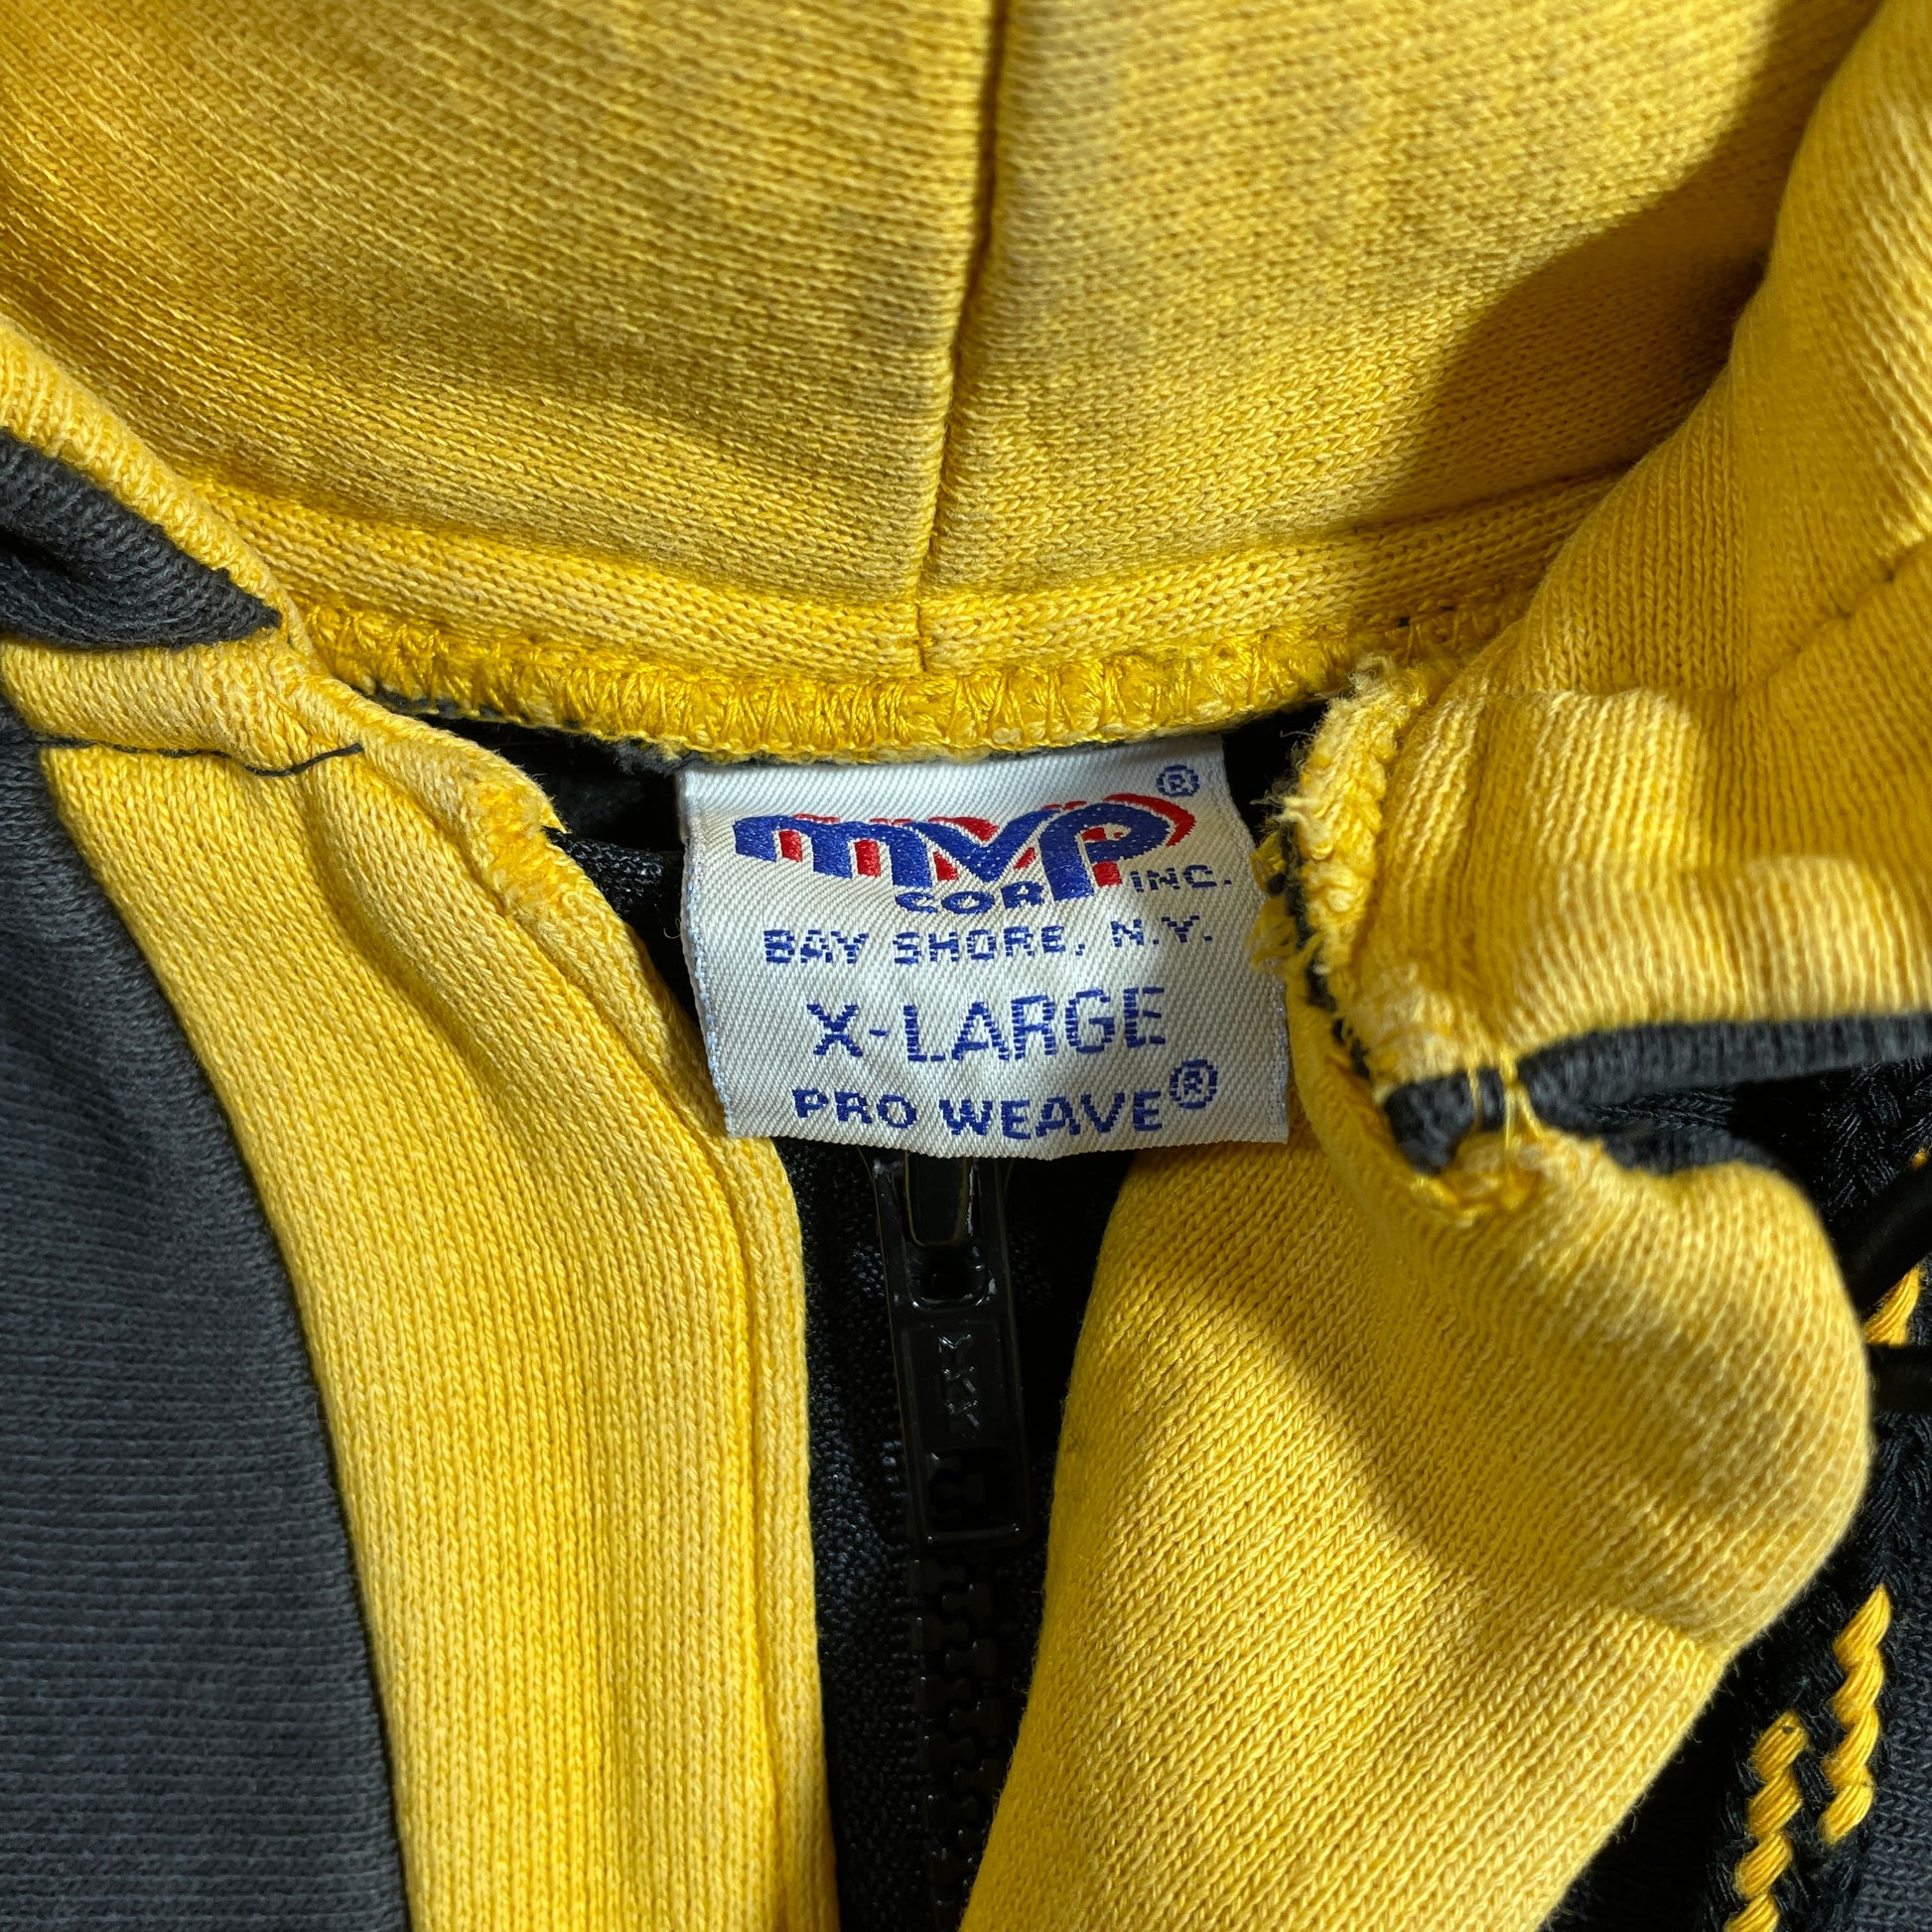 mvp®
CORP INC.
BAY SHORE, N.Y.
X-LARGE
PRO WEAVE®